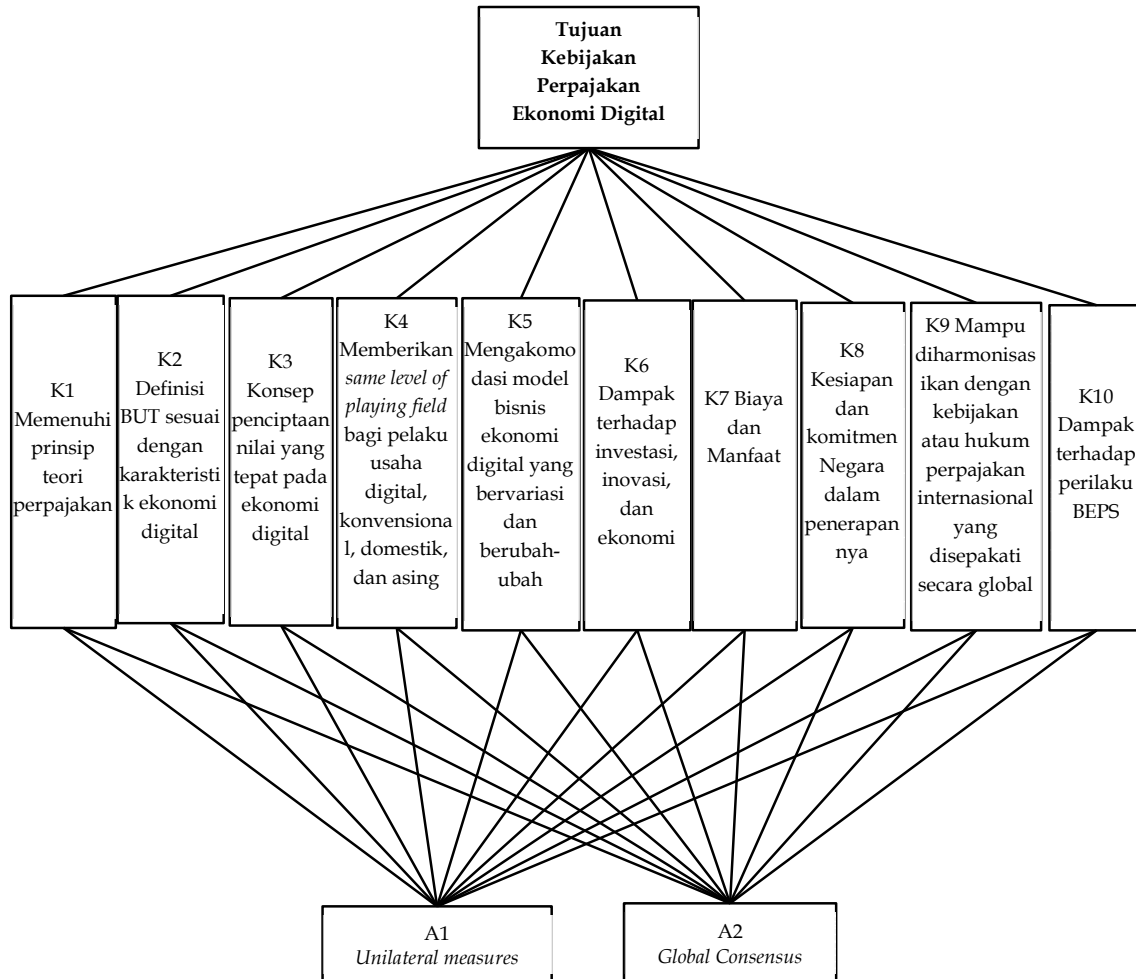 Tujuan
Kebijakan
Perpajakan
Ekonomi Digital
K1
Memenuhi
prinsip
teori
perpajakan
K2
Definisi
BUT sesuai
dengan
karakteristi
k ekonomi
digital
K3
Konsep
penciptaan
nilai yang
tepat pada
ekonomi
digital
K4
Memberikan
same level of
playing field
bagi pelaku
usaha
digital,
konvensiona
l, domestik,
dan asing
K5
Mengakomo
dasi model
bisnis
ekonomi
digital yang
bervariasi
dan
berubah-
ubah
K6
Dampak
terhadap
investasi,
inovasi,
dan
ekonomi
K7 Biaya
dan
Manfaat
K8
Kesiapan
dan
komitmen
Negara
dalam
penerapan
nya
K9 Mampu
diharmonisas
ikan dengan
kebijakan
atau hukum
perpajakan
internasional
yang
disepakati
secara global
K10
Dampak
terhadap
perilaku
BEPS
A1
Unilateral measures
A2
Global Consensus